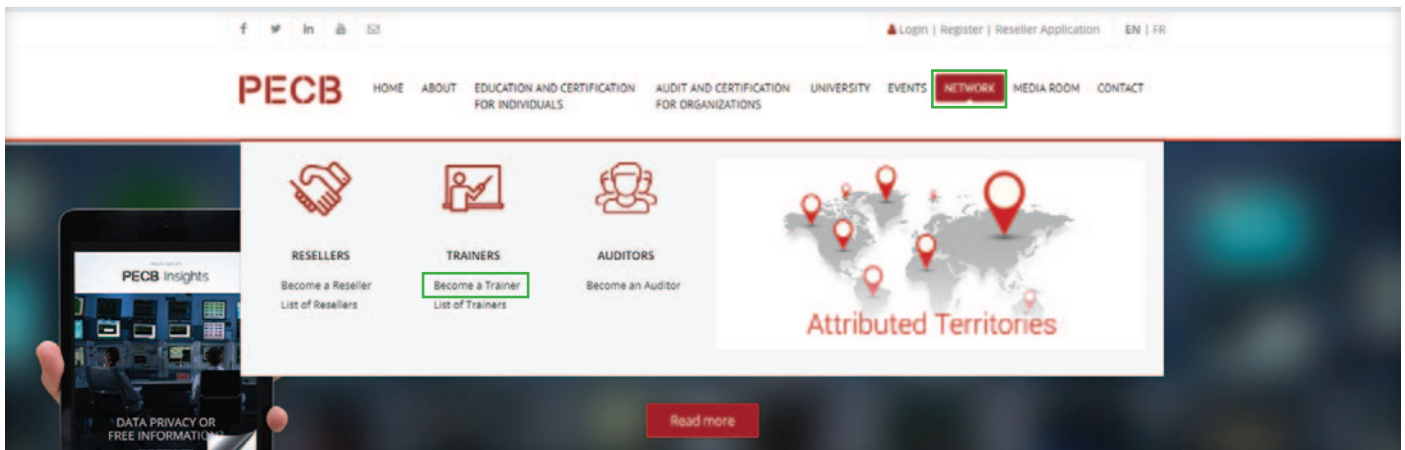 Login | Register | Reseller Application EN | FR
PECB
HOME
ABOUT
EDUCATION AND CERTIFICATION
FOR INDIVIDUALS
AUDIT AND CERTIFICATION
FOR ORGANIZATIONS
UNIVERSITY
EVENTS
NETWORK
MEDIA ROOM
CONTACT
RESELLERS
Become a Reseller
List of Resellers
TRAINERS
Become a Trainer
List of Trainers
AUDITORS
Become an Auditor
Attributed Territories
PECB Insights
DATA PRIVACY OR
FREE INFORMATION?
Read more